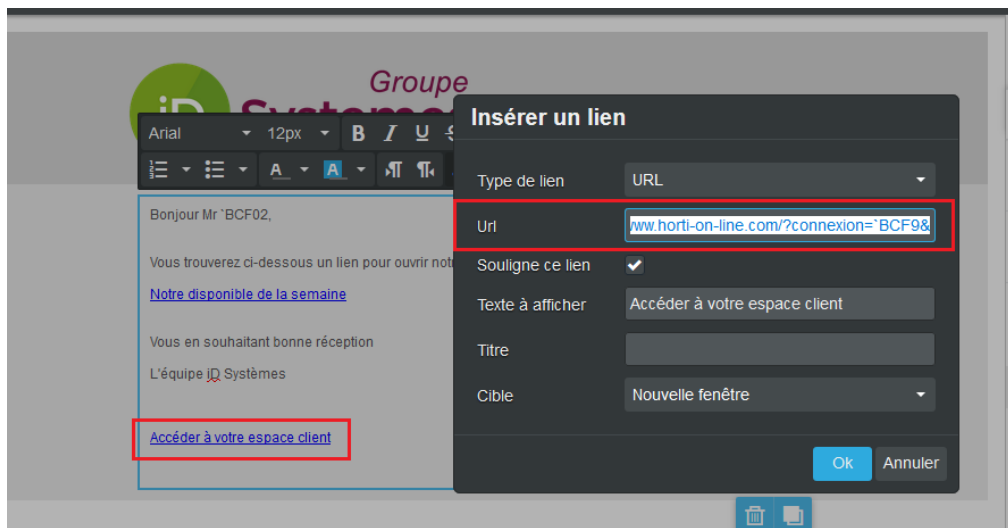 Groupe
iD Systèmes
Insérer un lien
Arial 12px B I U S
Type de lien URL
Bonjour Mr `BCF02,
Url www.horti-on-line.com/?connexion=`BCF9&
Vous trouverez ci-dessous un lien pour ouvrir not
Souligne ce lien
Notre disponible de la semaine
Texte à afficher Accéder à votre espace client
Vous en souhaitant bonne réception
Titre
L'équipe iD Systèmes
Cible Nouvelle fenêtre
Accéder à votre espace client
Ok Annuler